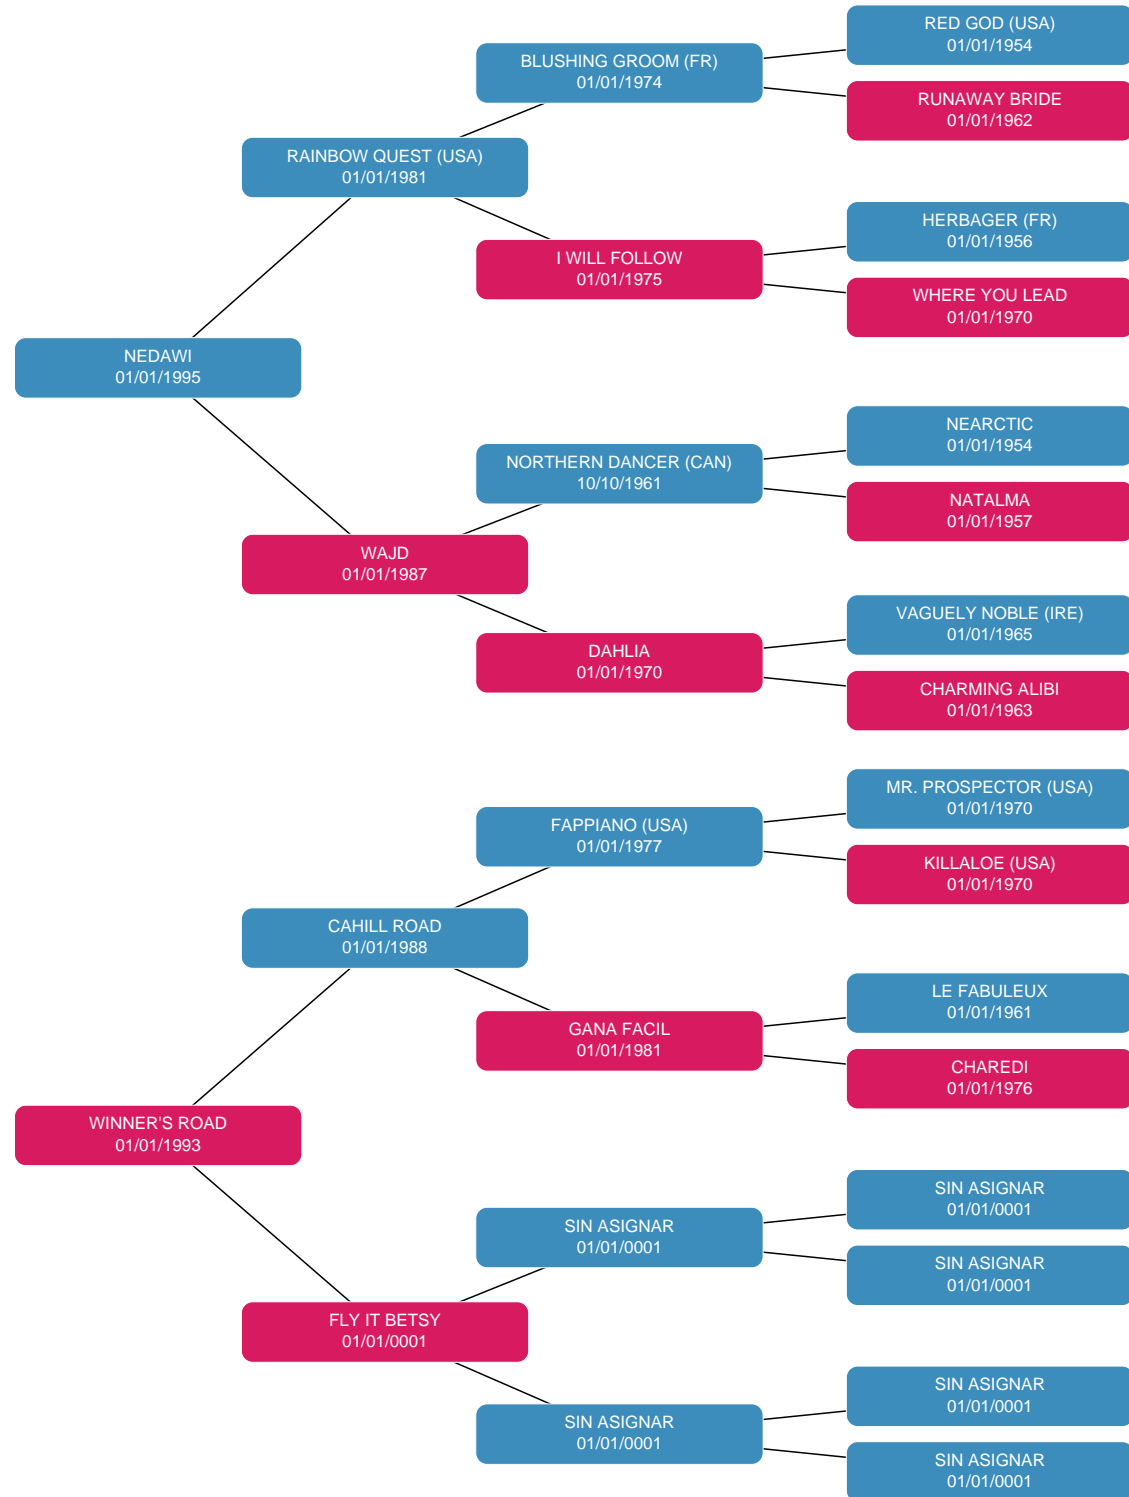 RED GOD (USA)
01/01/1954
BLUSHING GROOM (FR)
01/01/1974
RUNAWAY BRIDE
01/01/1962
RAINBOW QUEST (USA)
01/01/1981
HERBAGER (FR)
01/01/1956
I WILL FOLLOW
01/01/1975
WHERE YOU LEAD
01/01/1970
NEDAWI
01/01/1995
NEARCTIC
01/01/1954
NORTHERN DANCER (CAN)
10/10/1961
NATALMA
01/01/1957
WAJD
01/01/1987
VAGUELY NOBLE (IRE)
01/01/1965
DAHLIA
01/01/1970
CHARMING ALIBI
01/01/1963
MR. PROSPECTOR (USA)
01/01/1970
FAPPIANO (USA)
01/01/1977
KILLALOE (USA)
01/01/1970
CAHILL ROAD
01/01/1988
LE FABULEUX
01/01/1961
GANA FACIL
01/01/1981
CHAREDI
01/01/1976
WINNER'S ROAD
01/01/1993
SIN ASIGNAR
01/01/0001
SIN ASIGNAR
01/01/0001
SIN ASIGNAR
01/01/0001
FLY IT BETSY
01/01/0001
SIN ASIGNAR
01/01/0001
SIN ASIGNAR
01/01/0001
SIN ASIGNAR
01/01/0001